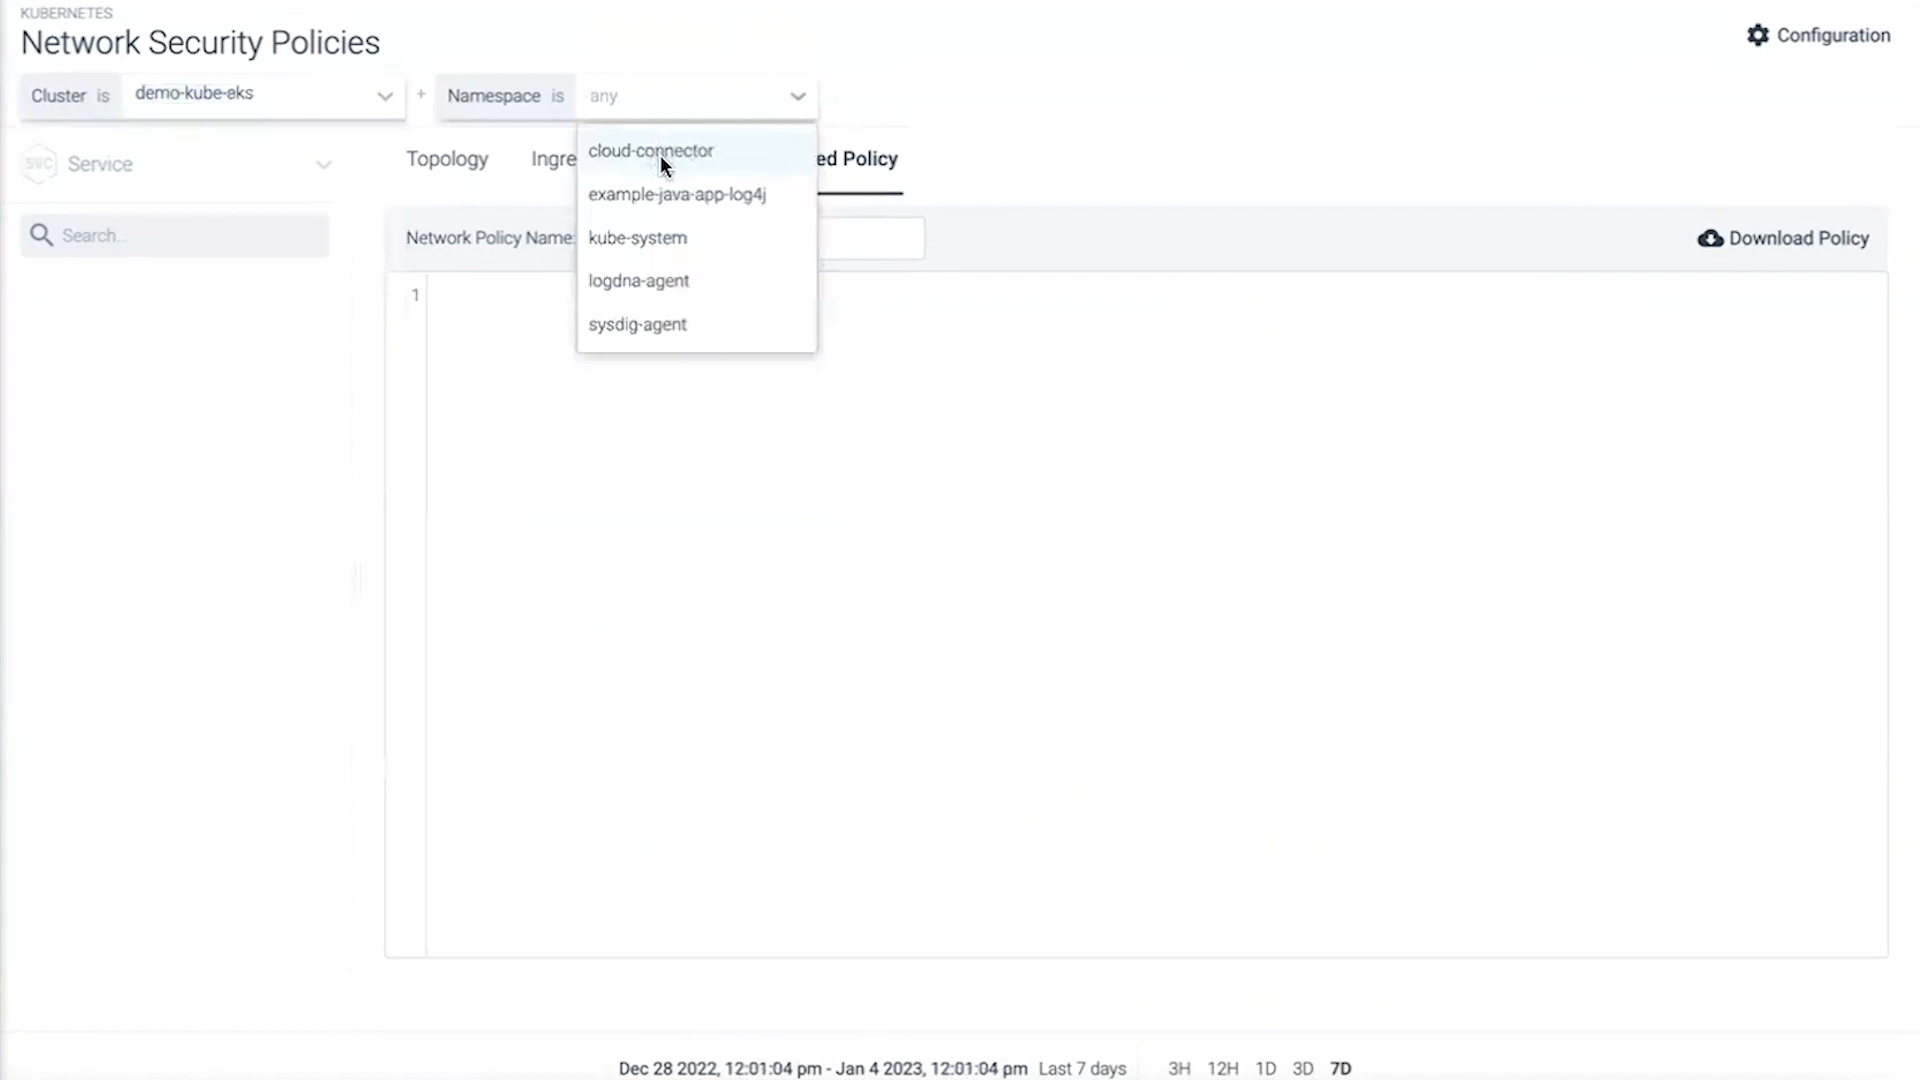 KUBERNETES
Network Security Policies
Configuration
Cluster is demo-kube-eks + Namespace is any
SVC Service
Topology Ingre ed Policy
cloud-connector
example-java-app-log4j
kube-system
logdna-agent
sysdig-agent
Search...
Network Policy Name:
Download Policy
1
Dec 28 2022, 12:01:04 pm - Jan 4 2023, 12:01:04 pm Last 7 days 3H 12H 1D 3D 7D